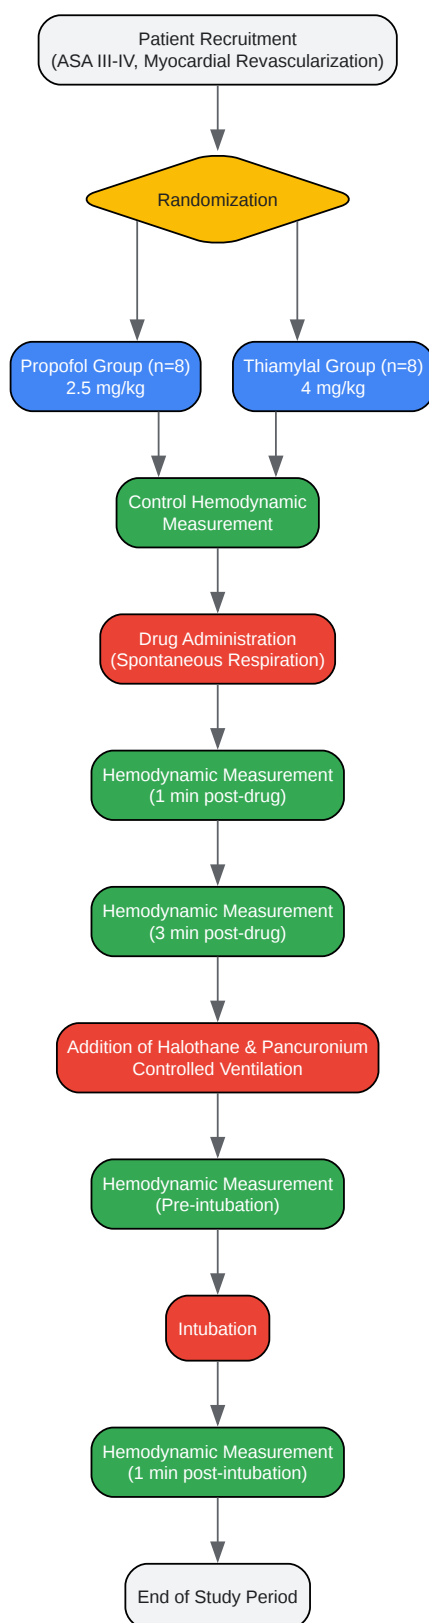 Patient Recruitment
(ASA III-IV, Myocardial Revascularization)
Randomization
Propofol Group (n=8)
2.5 mg/kg
Thiamylal Group (n=8)
4 mg/kg
Control Hemodynamic
Measurement
Drug Administration
(Spontaneous Respiration)
Hemodynamic Measurement
(1 min post-drug)
Hemodynamic Measurement
(3 min post-drug)
Addition of Halothane & Pancuronium
Controlled Ventilation
Hemodynamic Measurement
(Pre-intubation)
Intubation
Hemodynamic Measurement
(1 min post-intubation)
End of Study Period